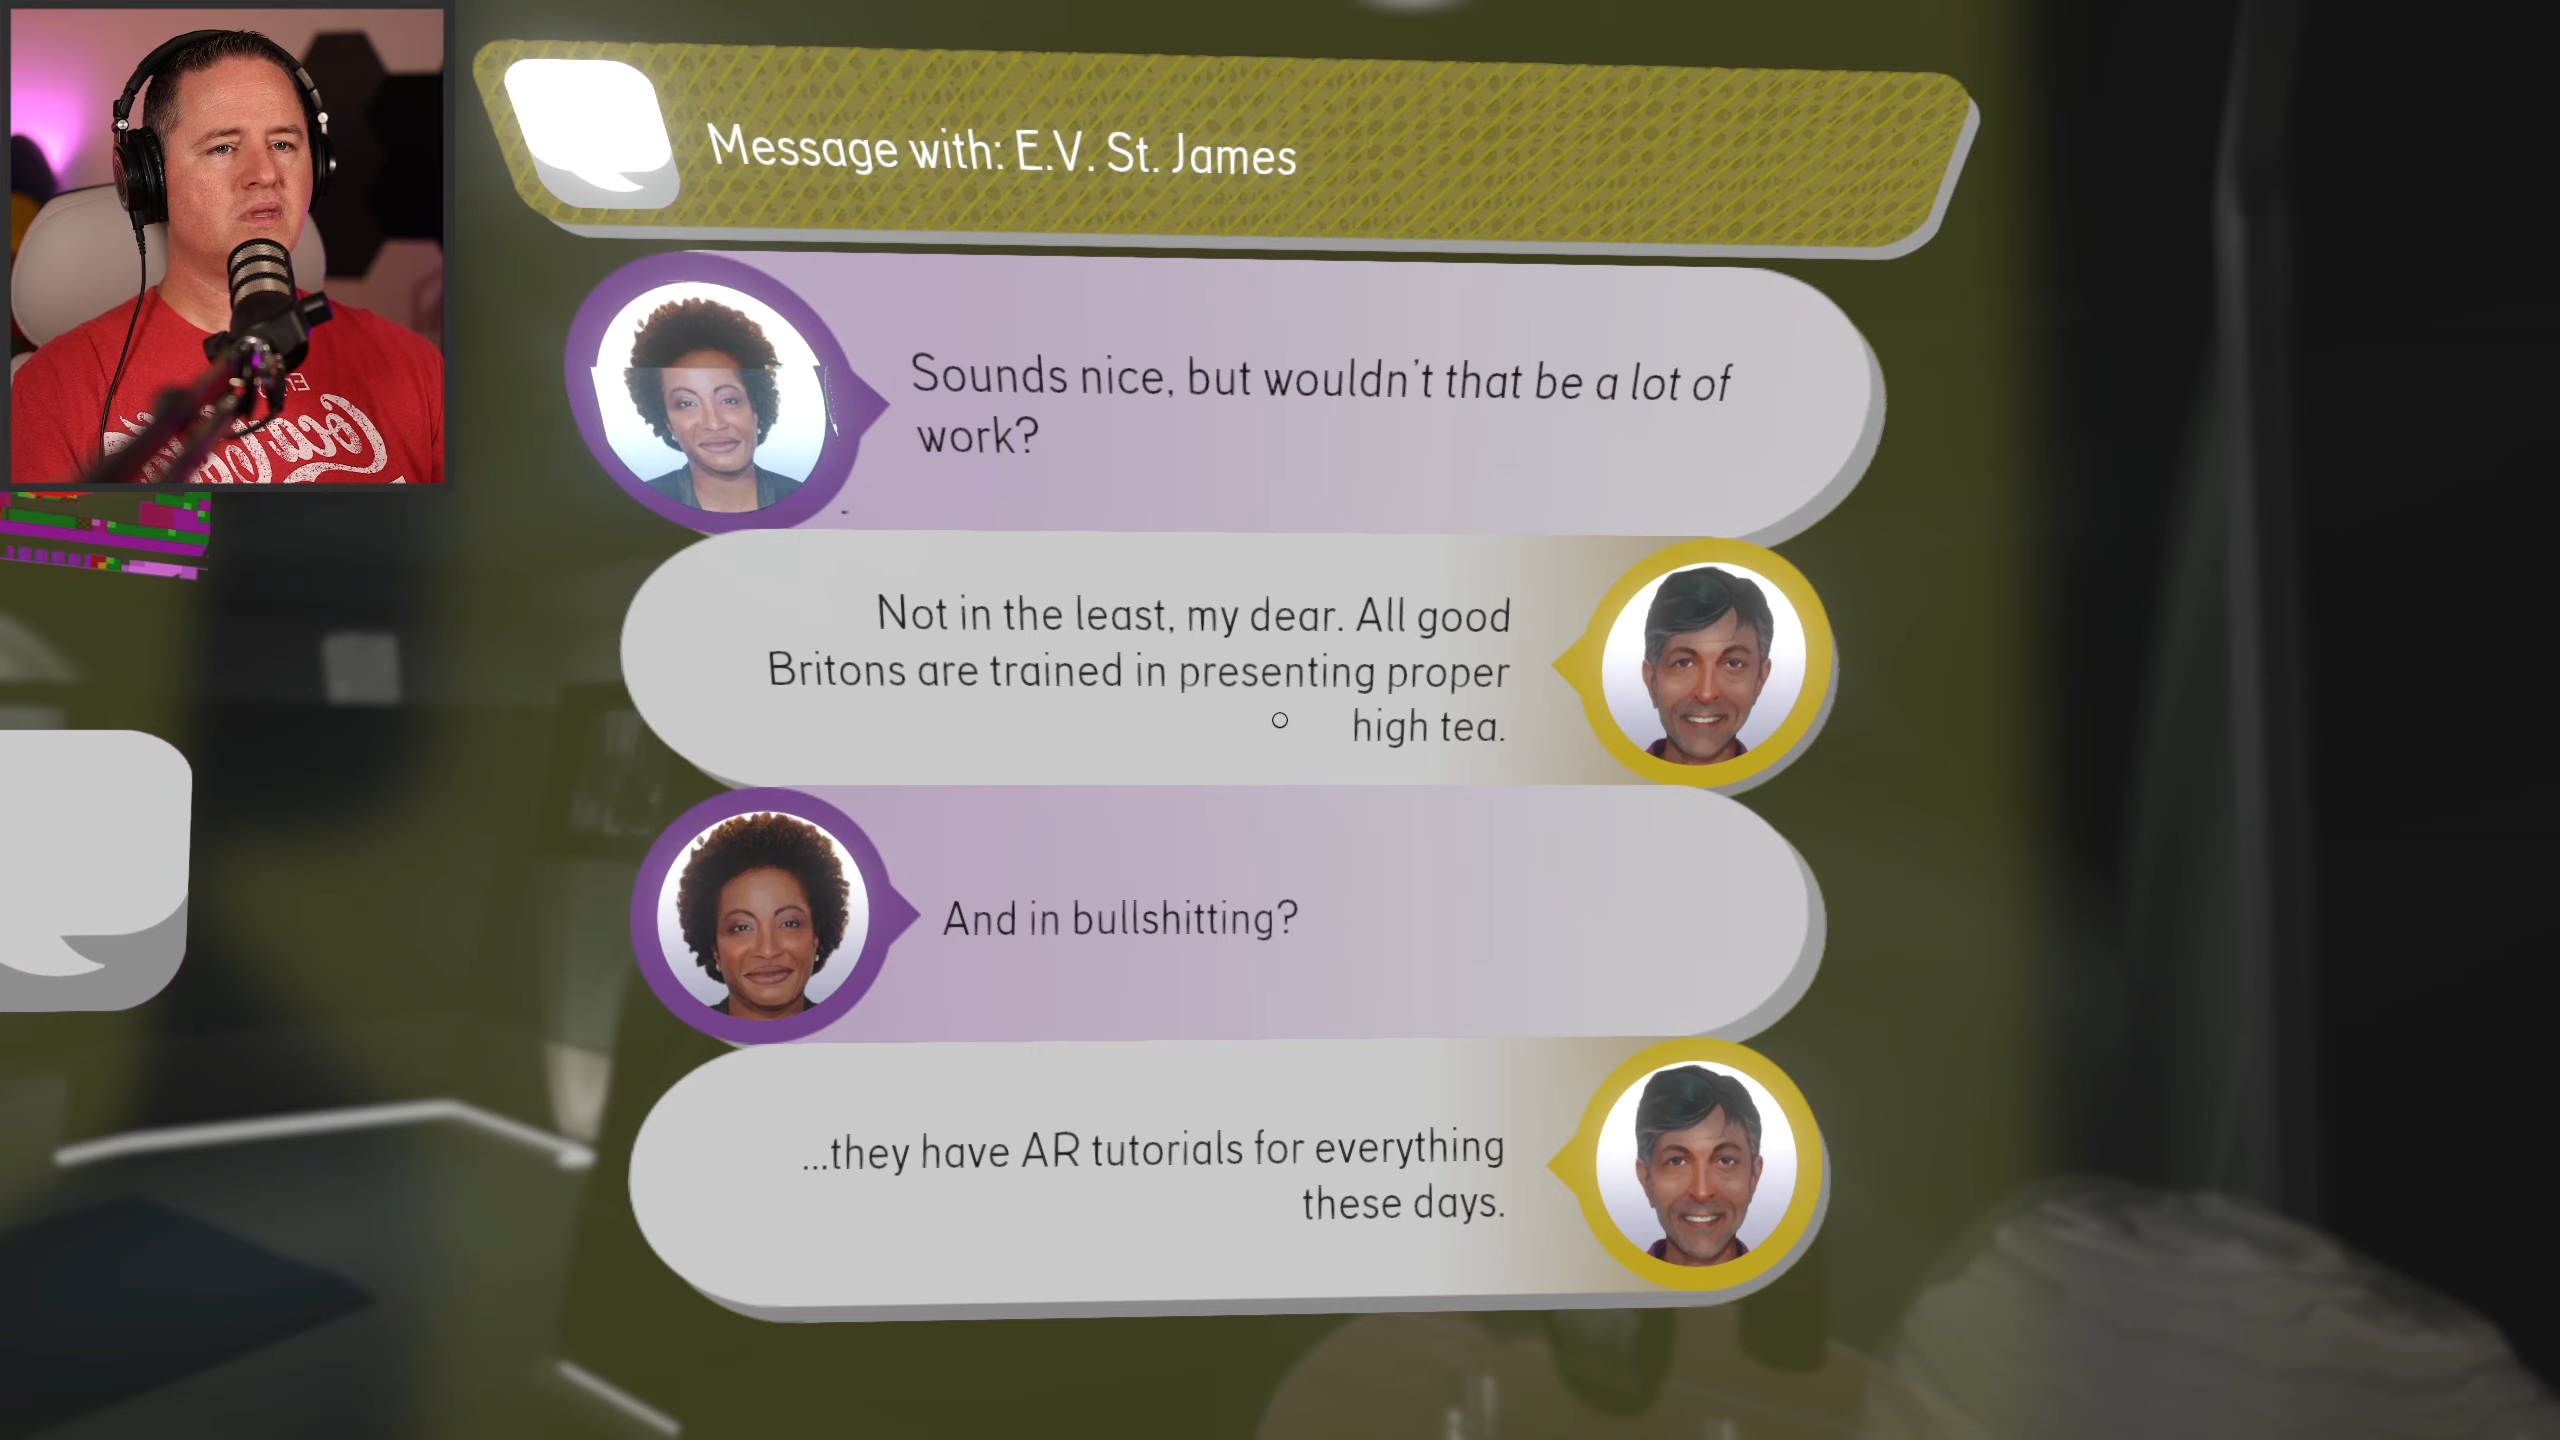 Message with: E.V. St. James
Sounds nice, but wouldn't that be a lot of
work?
Not in the least, my dear. All good
Britons are trained in presenting proper
high tea.
And in bullshitting?
...they have AR tutorials for everything
these days.